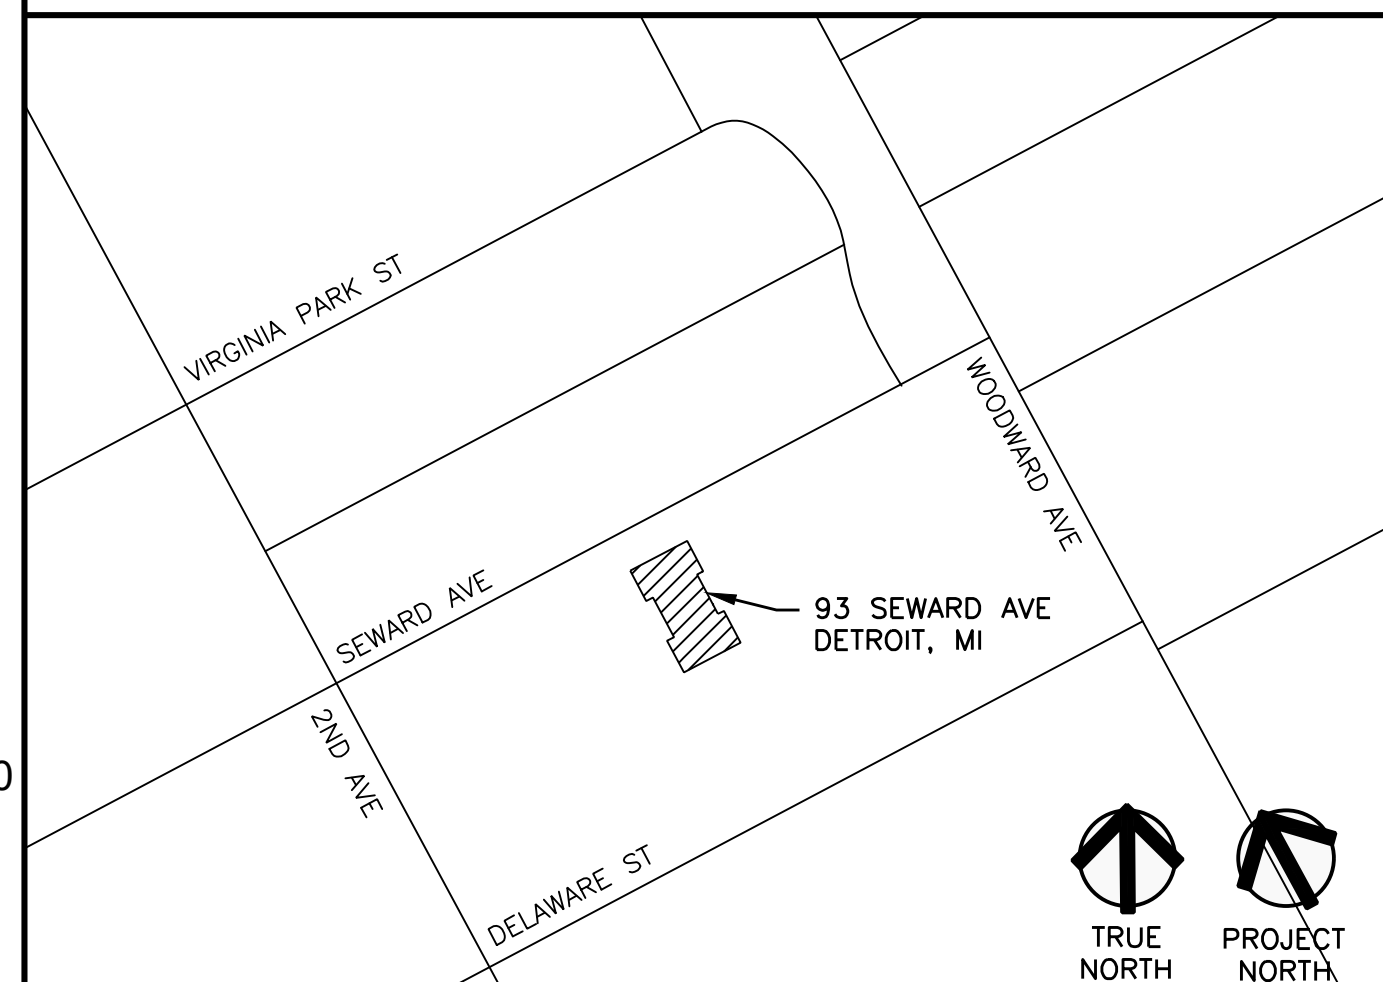 VIRGINIA PARK ST
WOODWARD AVE
SEWARD AVE
93 SEWARD AVE
DETROIT, MI
2ND AVE
0
DELAWARE ST
TRUE
NORTH
PROJECT
NORTH